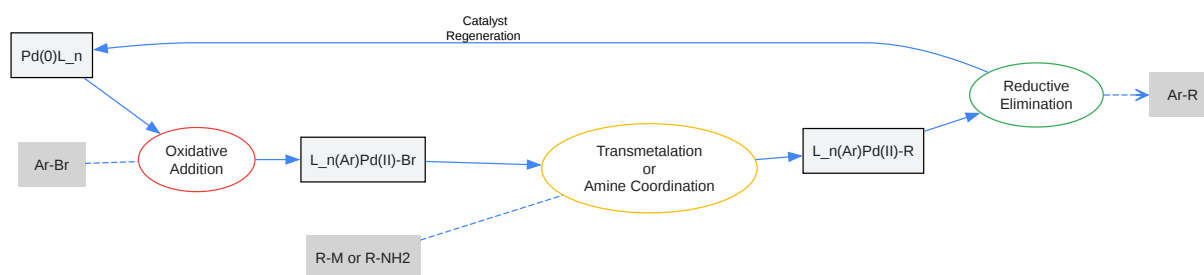 Catalyst
Regeneration
Pd(0)L_n
Reductive
Elimination
Ar-R
Oxidative
Addition
Ar-Br
L_n(Ar)Pd(II)-Br
Transmetalation
or
Amine Coordination
L_n(Ar)Pd(II)-R
R-M or R-NH2